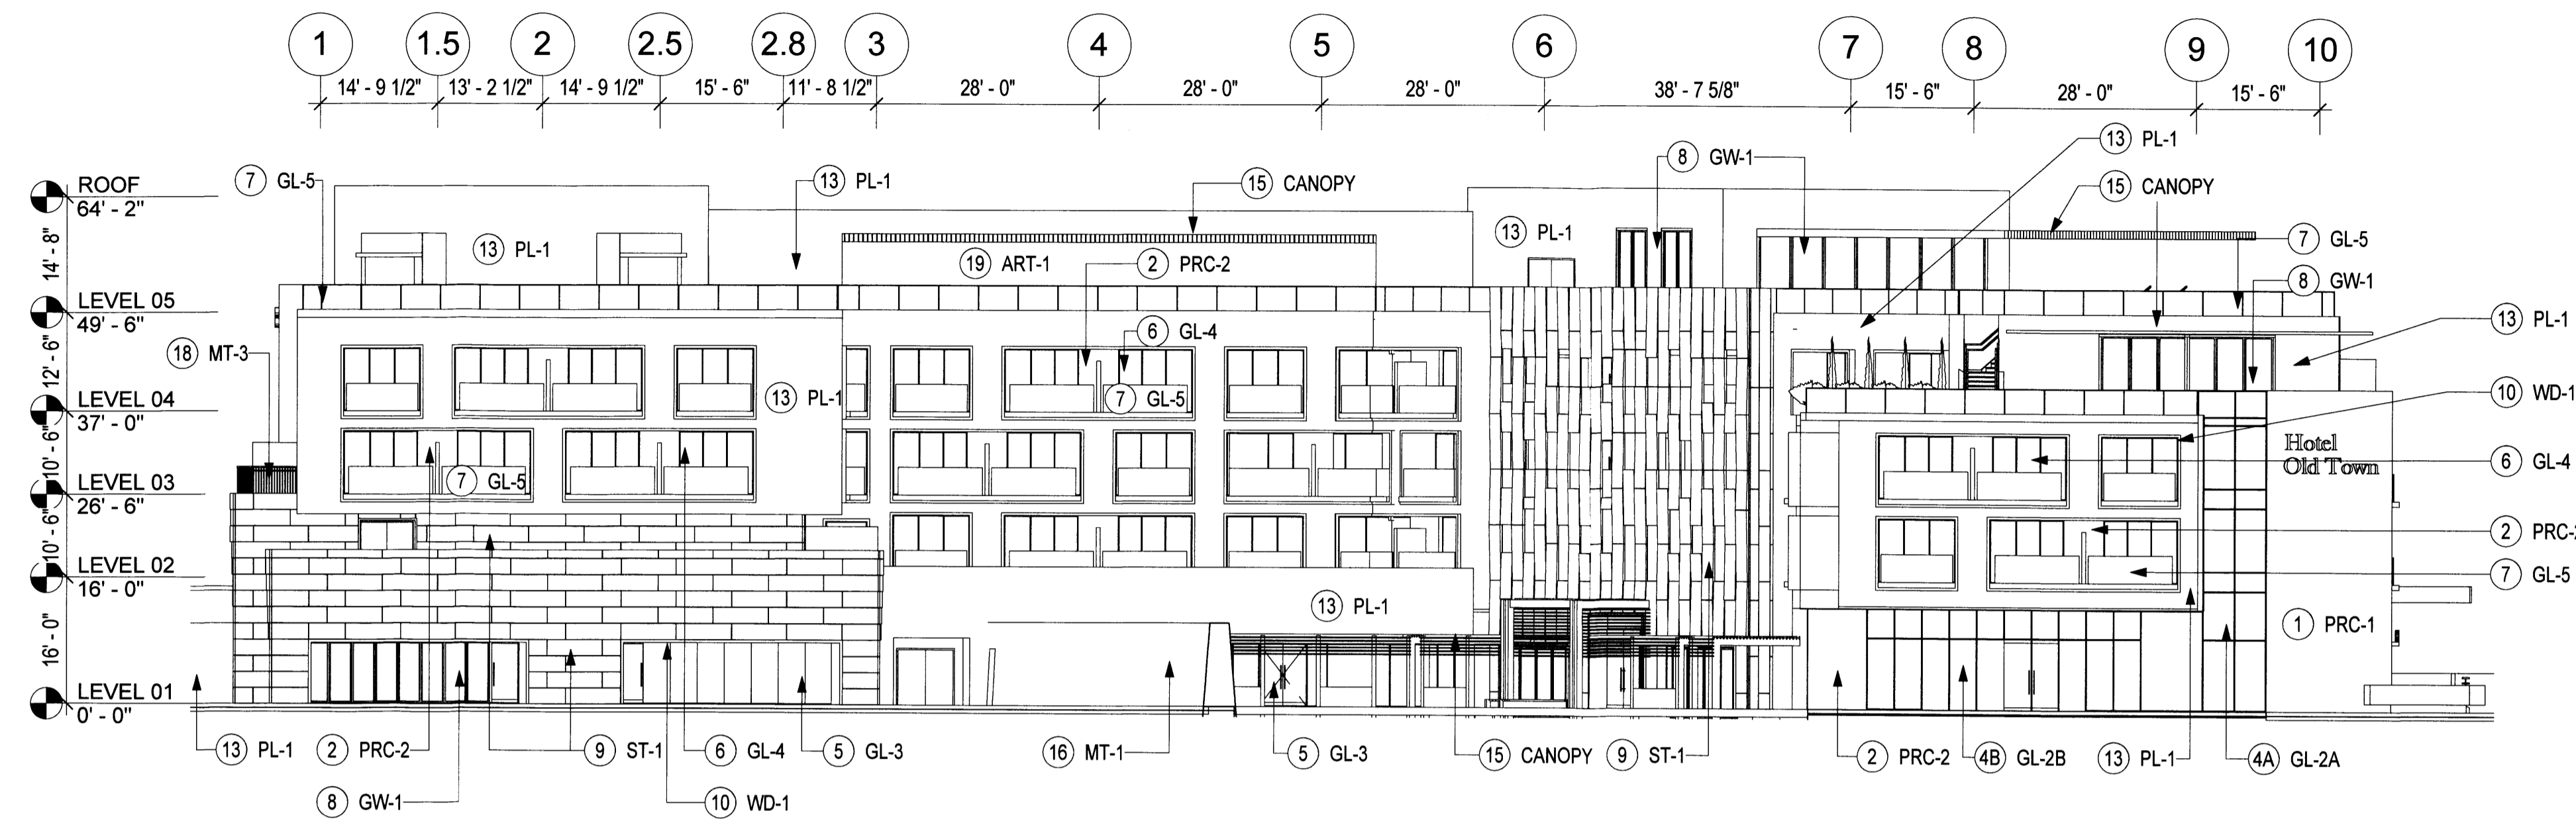 1 1.5 2 2.5 2.8 3 4 5 6 7 8 9 10
14' - 9 1/2" 13' - 2 1/2" 14' - 9 1/2" 15' - 6" 11' - 8 1/2" 28' - 0" 28' - 0" 28' - 0" 38' - 7 5/8" 15' - 6" 28' - 0" 15' - 6"
13 PL-1
8 GW-1
ROOF
64' - 2"
7 GL-5
13 PL-1
15 CANOPY
15 CANOPY
14' - 8"
13 PL-1
19 ART-1
2 PRC-2
13 PL-1
7 GL-5
8 GW-1
LEVEL 05
49' - 6"
13 PL-1
6 GL-4
18 MT-3
12' - 6"
LEVEL 04
37' - 0"
13 PL-1
7 GL-5
10 WD-1
10' - 6"
Hotel
Old Town
6 GL-4
7 GL-5
LEVEL 03
26' - 6"
10' - 6"
2 PRC-2
LEVEL 02
16' - 0"
7 GL-5
13 PL-1
1 PRC-1
16' - 0"
LEVEL 01
0' - 0"
13 PL-1
2 PRC-2
9 ST-1
6 GL-4
5 GL-3
16 MT-1
5 GL-3
15 CANOPY
9 ST-1
2 PRC-2
4B GL-2B
13 PL-1
4A GL-2A
8 GW-1
10 WD-1